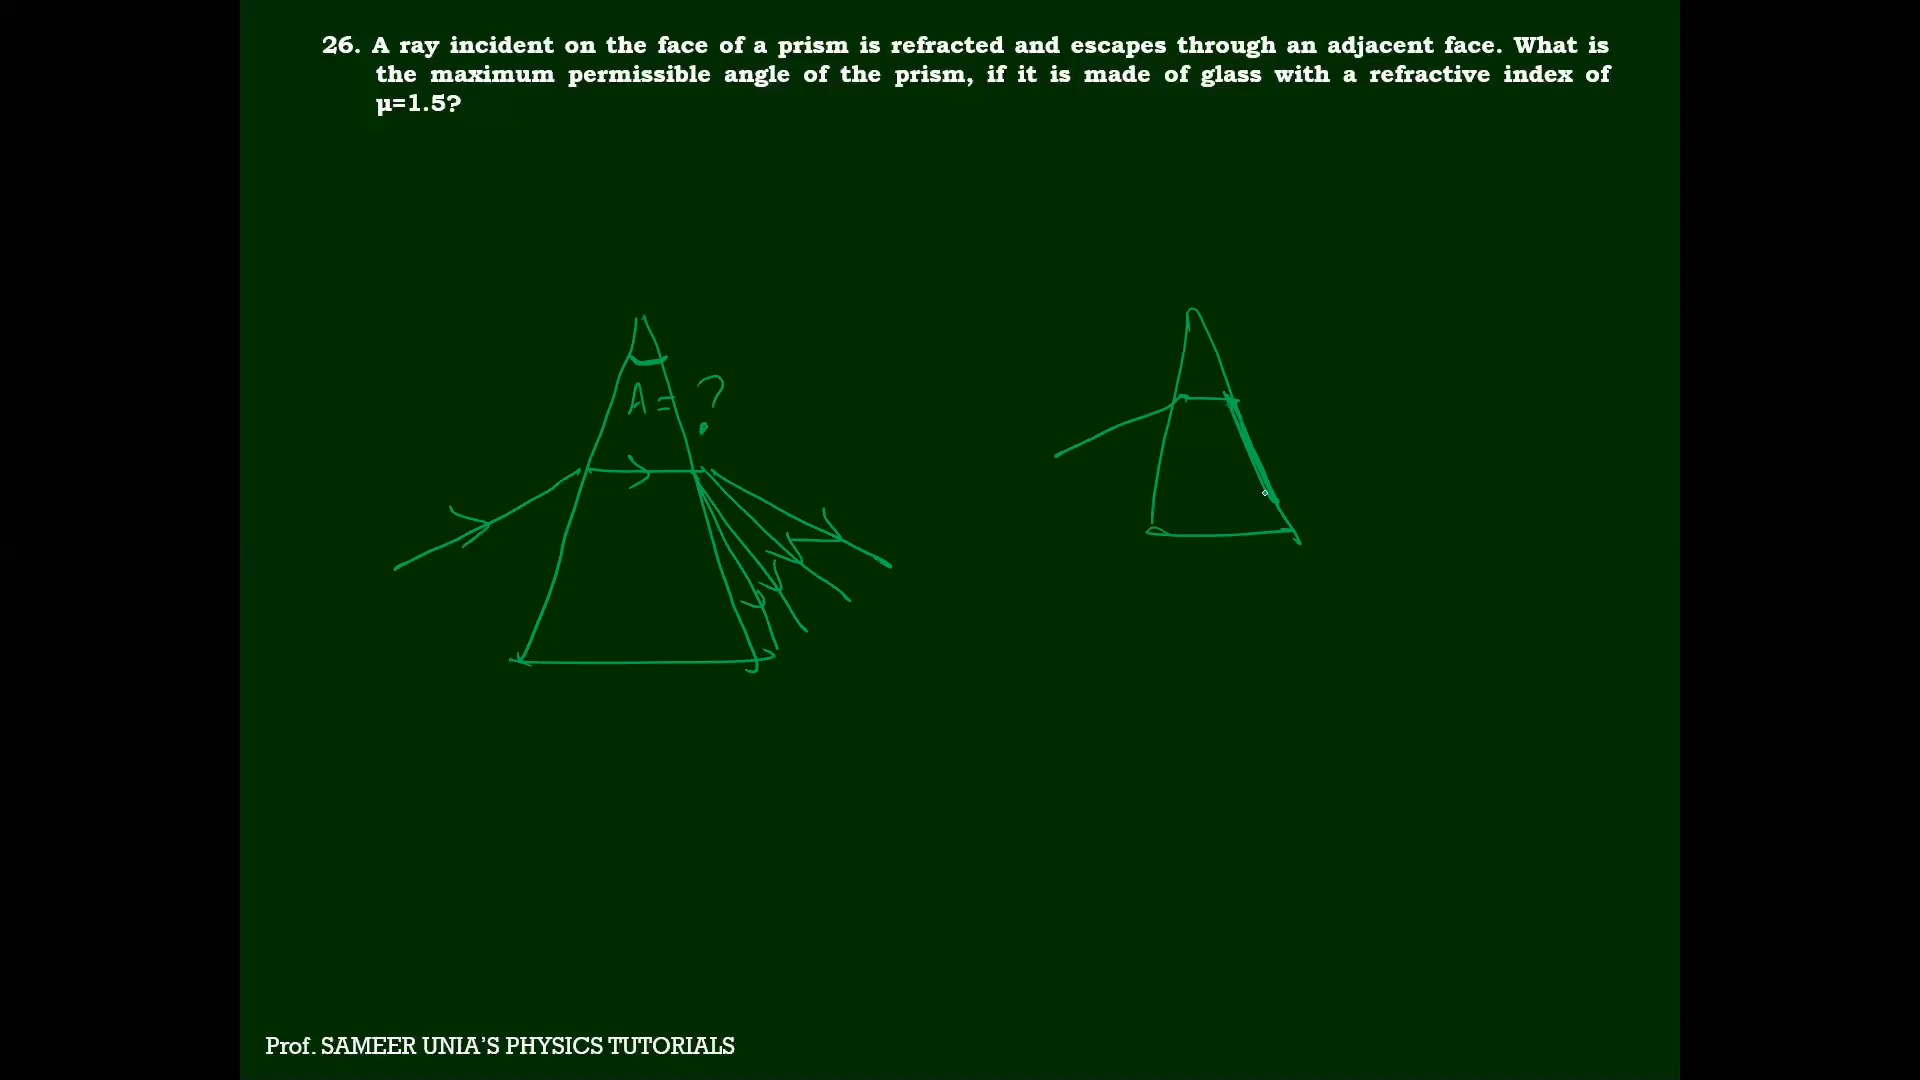 26. A ray incident on the face of a prism is refracted and escapes through an adjacent face. What is
the maximum permissible angle of the prism, if it is made of glass with a refractive index of
μ=1.5?
A = ?
Prof. SAMEER UNIA'S PHYSICS TUTORIALS